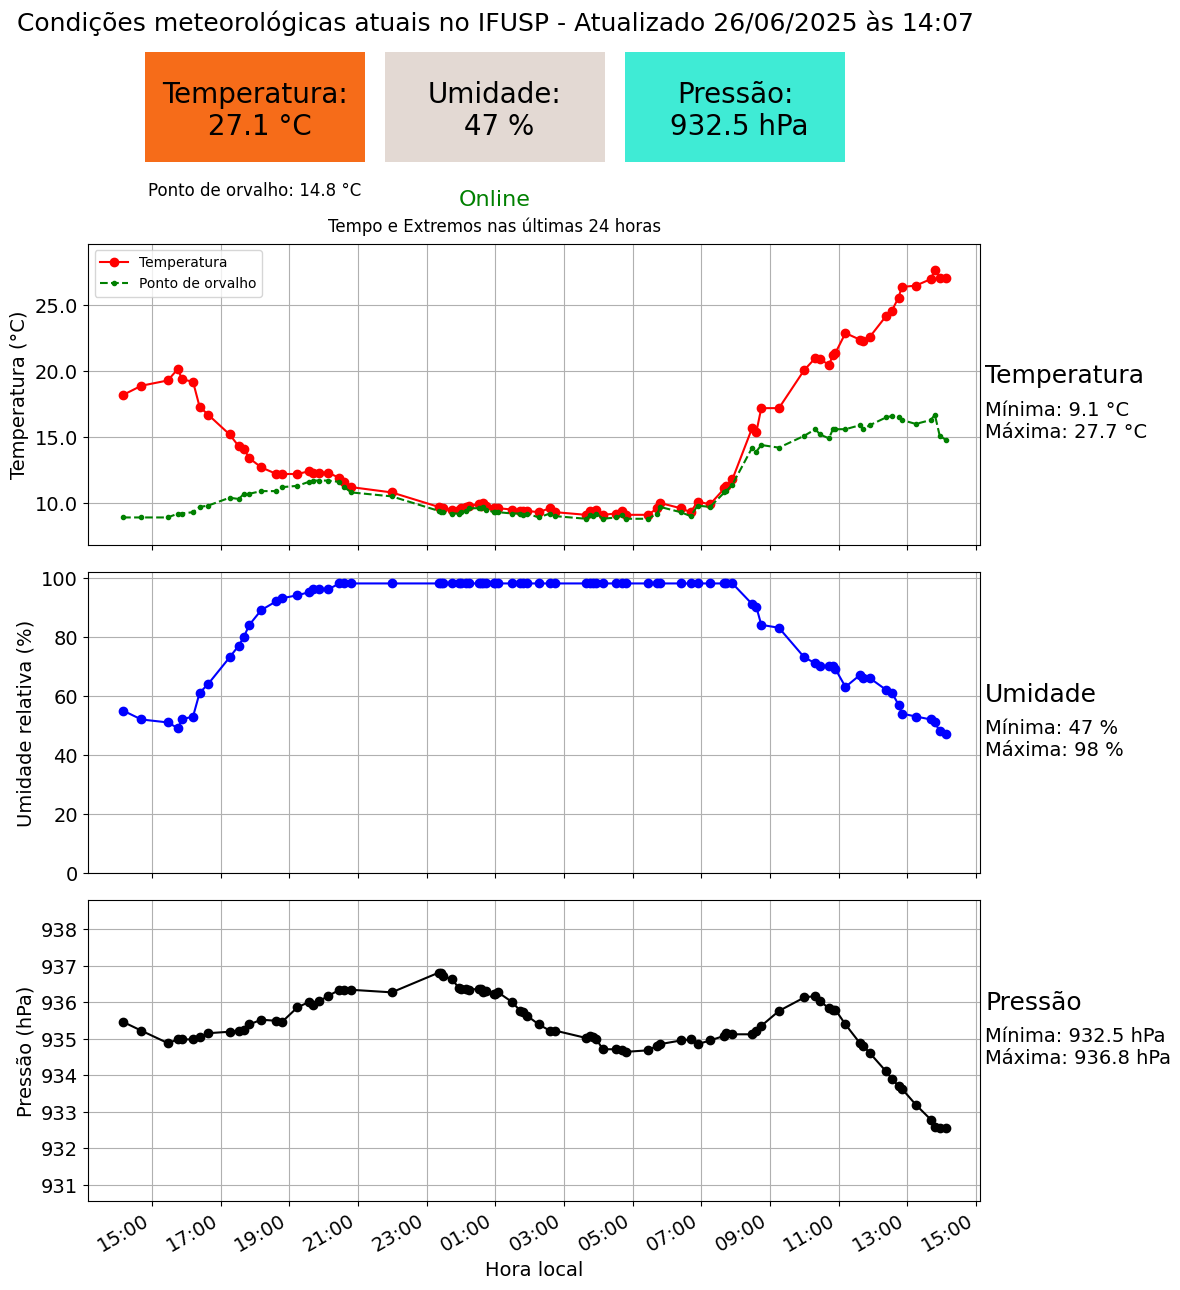 Condições meteorológicas atuais no IFUSP - Atualizado 26/06/2025 às 14:07
Temperatura:
27.1 °C
Umidade:
47 %
Pressão:
932.5 hPa
Ponto de orvalho: 14.8 °C
Online
Tempo e Extremos nas últimas 24 horas
Temperatura
Ponto de orvalho
Temperatura (°C)
25.0
20.0
15.0
10.0
Temperatura
Mínima: 9.1 °C
Máxima: 27.7 °C
Umidade relativa (%)
100
80
60
40
20
0
Umidade
Mínima: 47 %
Máxima: 98 %
Pressão (hPa)
938
937
936
935
934
933
932
931
Pressão
Mínima: 932.5 hPa
Máxima: 936.8 hPa
15:00
17:00
19:00
21:00
23:00
01:00
03:00
05:00
07:00
09:00
11:00
13:00
15:00
Hora local